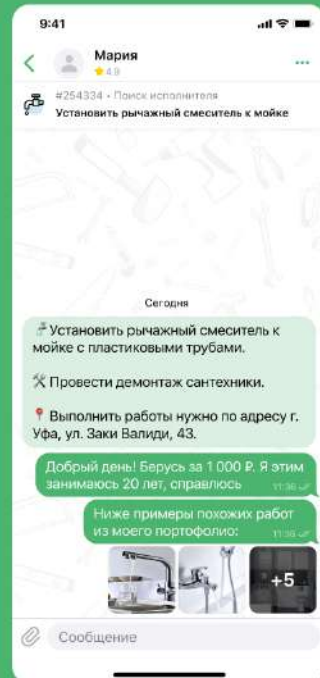 9:41
Мария
4.9
#254334 • Поиск исполнителя
Установить рычажный смеситель к мойке
Сегодня
Установить рычажный смеситель к
мойке с пластиковыми трубами.
Провести демонтаж сантехники.
Выполнить работы нужно по адресу г.
Уфа, ул. Заки Валиди, 43.
Добрый день! Берусь за 1 000 ₽. Я этим
занимаюсь 20 лет, справлюсь
11:36
Ниже примеры похожих работ
из моего портофолио:
11:36
+5
Сообщение